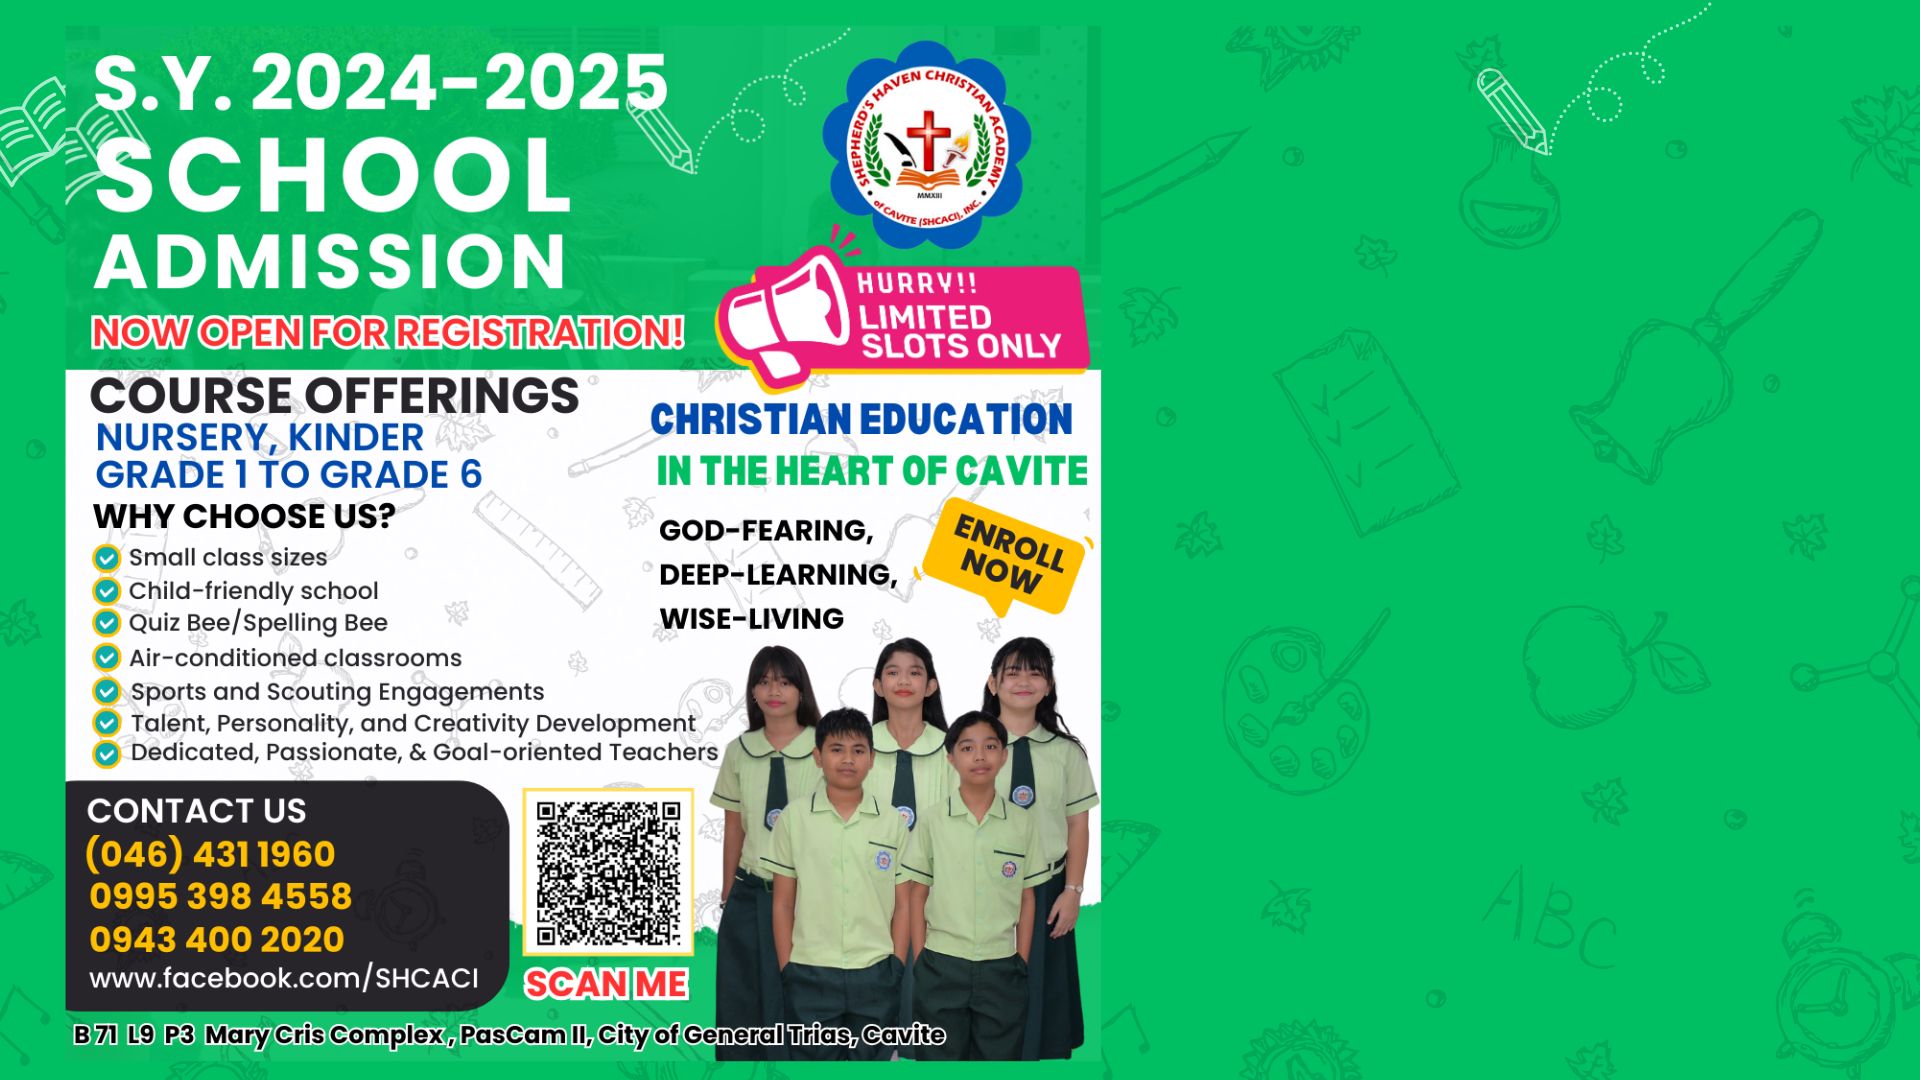 S.Y. 2024-2025
SCHOOL
ADMISSION
NOW OPEN FOR REGISTRATION!
SHEPHERD'S HAVEN CHRISTIAN ACADEMY
MMXIII
of CAVITE (SHCACI), INC.
HURRY!!
LIMITED
SLOTS ONLY
COURSE OFFERINGS
NURSERY, KINDER
GRADE 1 TO GRADE 6
WHY CHOOSE US?
Small class sizes
Child-friendly school
Quiz Bee/Spelling Bee
Air-conditioned classrooms
Sports and Scouting Engagements
Talent, Personality, and Creativity Development
Dedicated, Passionate, & Goal-oriented Teachers
CHRISTIAN EDUCATION
IN THE HEART OF CAVITE
GOD-FEARING,
DEEP-LEARNING,
WISE-LIVING
ENROLL
NOW
CONTACT US
(046) 431 1960
0995 398 4558
0943 400 2020
www.facebook.com/SHCACI
SCAN ME
B 71 L9 P3 Mary Cris Complex , PasCam II, City of General Trias, Cavite
ABC